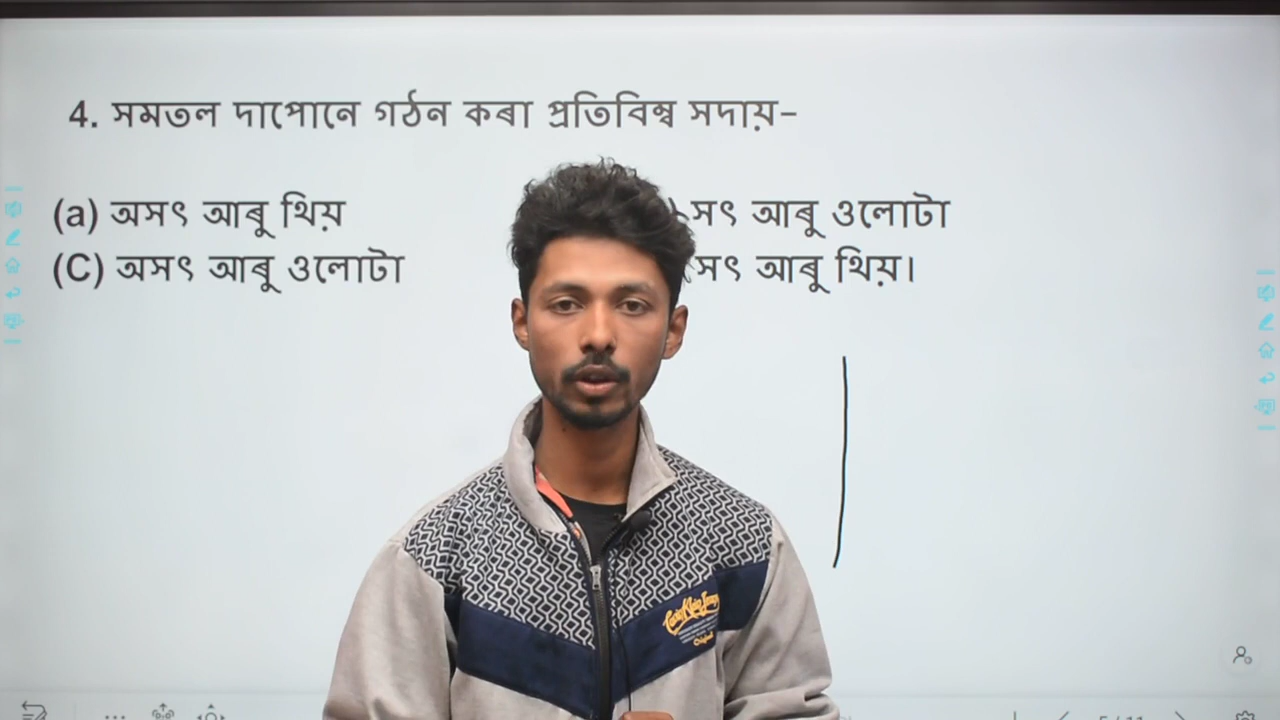 4. সমতল দাপোনে গঠন কৰা প্ৰতিবিম্ব সদায়–
(a) অসৎ আৰু থিয় সৎ আৰু ওলোটা
(C) অসৎ আৰু ওলোটা সৎ আৰু থিয়।